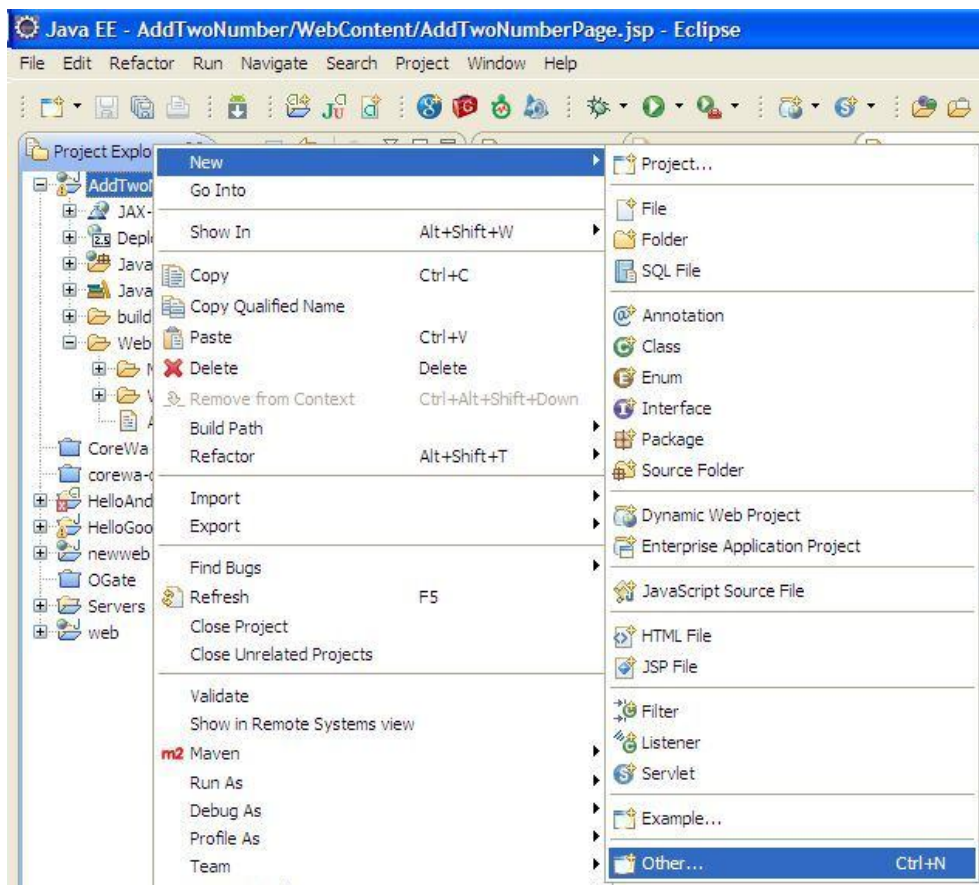 Java EE - AddTwoNumber/WebContent/AddTwoNumberPage.jsp - Eclipse
File Edit Refactor Run Navigate Search Project Window Help
Project Explo
AddTwoN
JAX-
2.5 Deplo
Java
Java
build
Web
CoreWa
corewa-c
HelloAnd
HelloGoo
newweb
OGate
Servers
web
New
Go Into
Show In Alt+Shift+W
Copy Ctrl+C
Copy Qualified Name
Paste Ctrl+V
Delete Delete
Remove from Context Ctrl+Alt+Shift+Down
Build Path
Refactor Alt+Shift+T
Import
Export
Find Bugs
Refresh F5
Close Project
Close Unrelated Projects
Validate
Show in Remote Systems view
m2 Maven
Run As
Debug As
Profile As
Team
Project...
File
Folder
SQL File
Annotation
Class
Enum
Interface
Package
Source Folder
Dynamic Web Project
Enterprise Application Project
JavaScript Source File
HTML File
JSP File
Filter
Listener
Servlet
Example...
Other... Ctrl+N